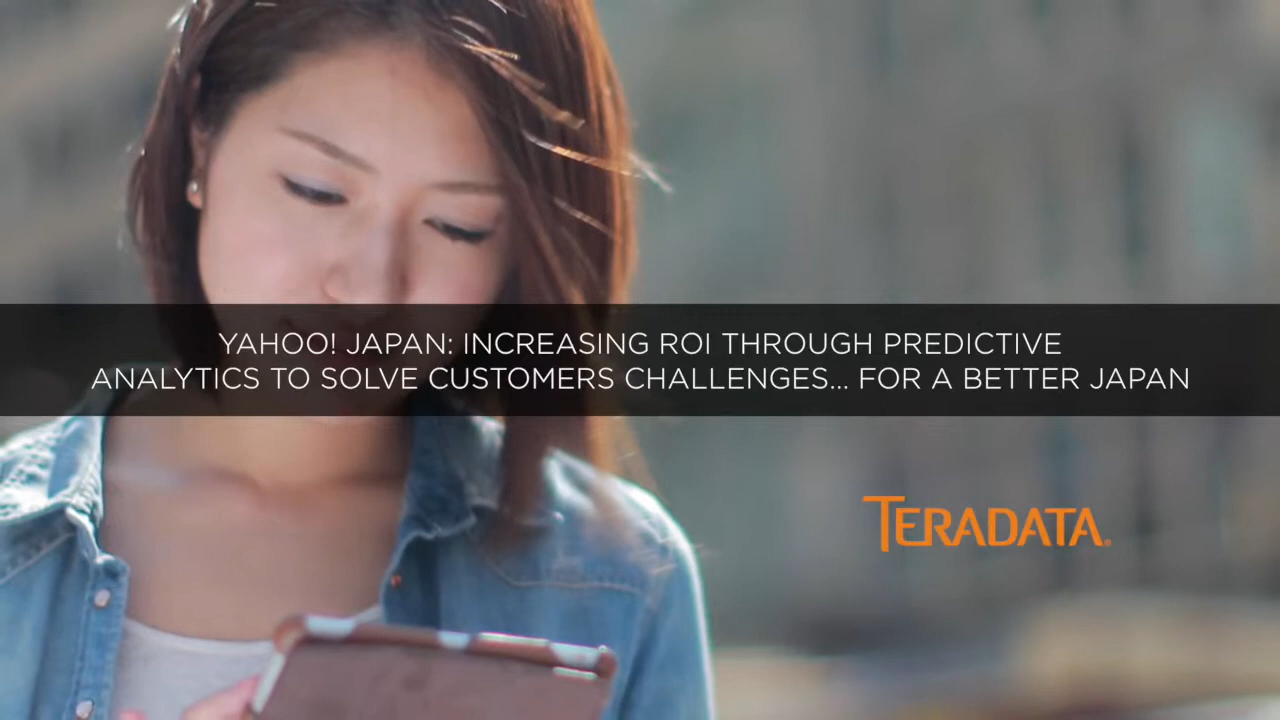 YAHOO! JAPAN: INCREASING ROI THROUGH PREDICTIVE
ANALYTICS TO SOLVE CUSTOMERS CHALLENGES... FOR A BETTER JAPAN
TERADATA®